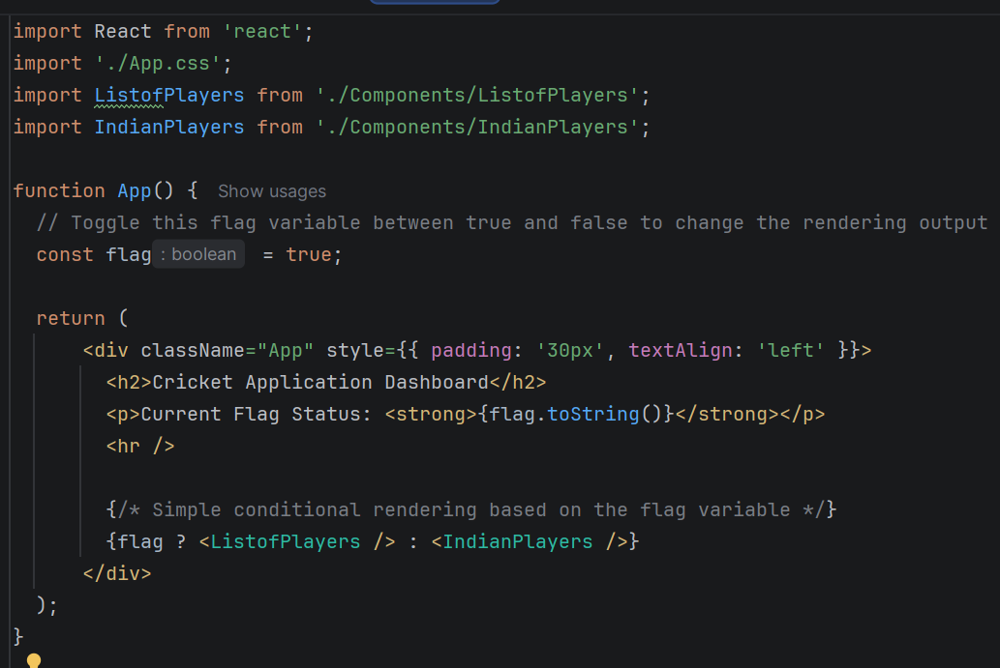 import React from 'react';
import './App.css';
import ListofPlayers from './Components/ListofPlayers';
import IndianPlayers from './Components/IndianPlayers';
function App() {  Show usages
  // Toggle this flag variable between true and false to change the rendering output
  const flag : boolean  = true;
  return (
      <div className="App" style={{ padding: '30px', textAlign: 'left' }}>
        <h2>Cricket Application Dashboard</h2>
        <p>Current Flag Status: <strong>{flag.toString()}</strong></p>
        <hr />
        {/* Simple conditional rendering based on the flag variable */}
        {flag ? <ListofPlayers /> : <IndianPlayers />}
      </div>
  );
}